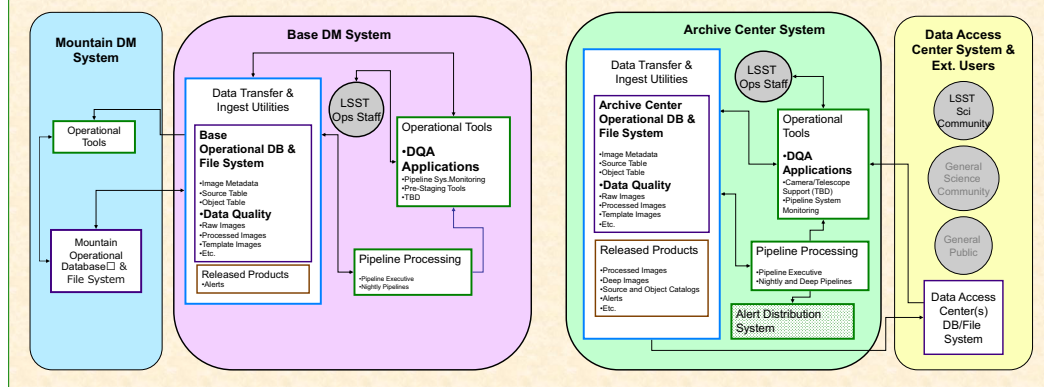 Mountain DM
System
Operational
Tools
Mountain
Operational
Database□ &
File System
Base DM System
Data Transfer &
Ingest Utilities
Base
Operational DB &
File System
•Image Metadata
•Source Table
•Object Table
•Data Quality
•Raw Images
•Processed Images
•Template Images
•Etc.
Released Products
•Alerts
LSST
Ops Staff
Operational Tools
•DQA
Applications
•Pipeline Sys.Monitoring
•Pre-Staging Tools
•TBD
Pipeline Processing
•Pipeline Executive
•Nightly Pipelines
Archive Center System
Data Transfer &
Ingest Utilities
Archive Center
Operational DB &
File System
•Image Metadata
•Source Table
•Object Table
•Data Quality
•Raw Images
•Processed Images
•Template Images
•Etc.
Released Products
•Processed Images
•Deep Images
•Source and Object Catalogs
•Alerts
•Etc.
LSST
Ops Staff
Operational
Tools
•DQA
Applications
•Camera/Telescope
Support (TBD)
•Pipeline System
Monitoring
Pipeline Processing
•Pipeline Executive
•Nightly and Deep Pipelines
Alert Distribution
System
Data Access
Center System &
Ext. Users
LSST
Sci
Community
General
Science
Community
General
Public
Data Access
Center(s)
DB/File
System